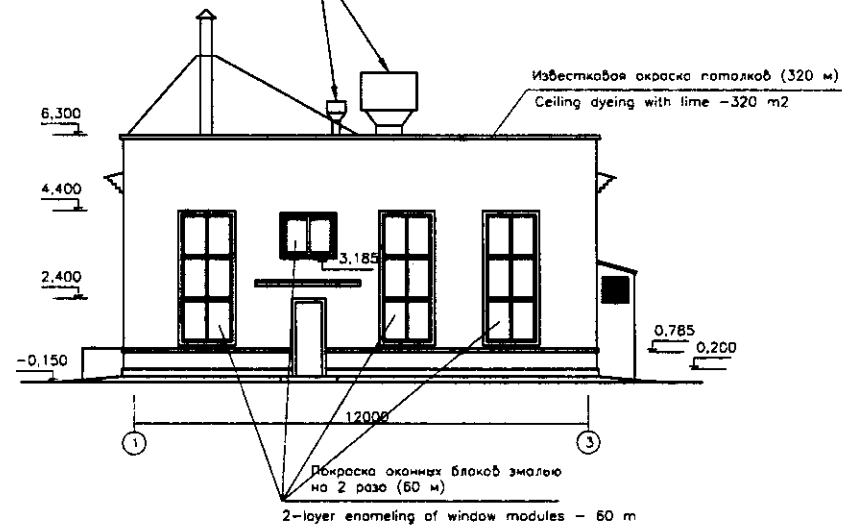 Известковая окраска потолков (320 м)
Ceiling dyeing with lime -320 m2
6,300
4,400
3,185
2,400
0,785
0,200
-0,150
12000
1
3
Покраска оконных блоков эмалью
на 2 раза (60 м)
2-layer enameling of window modules - 60 m